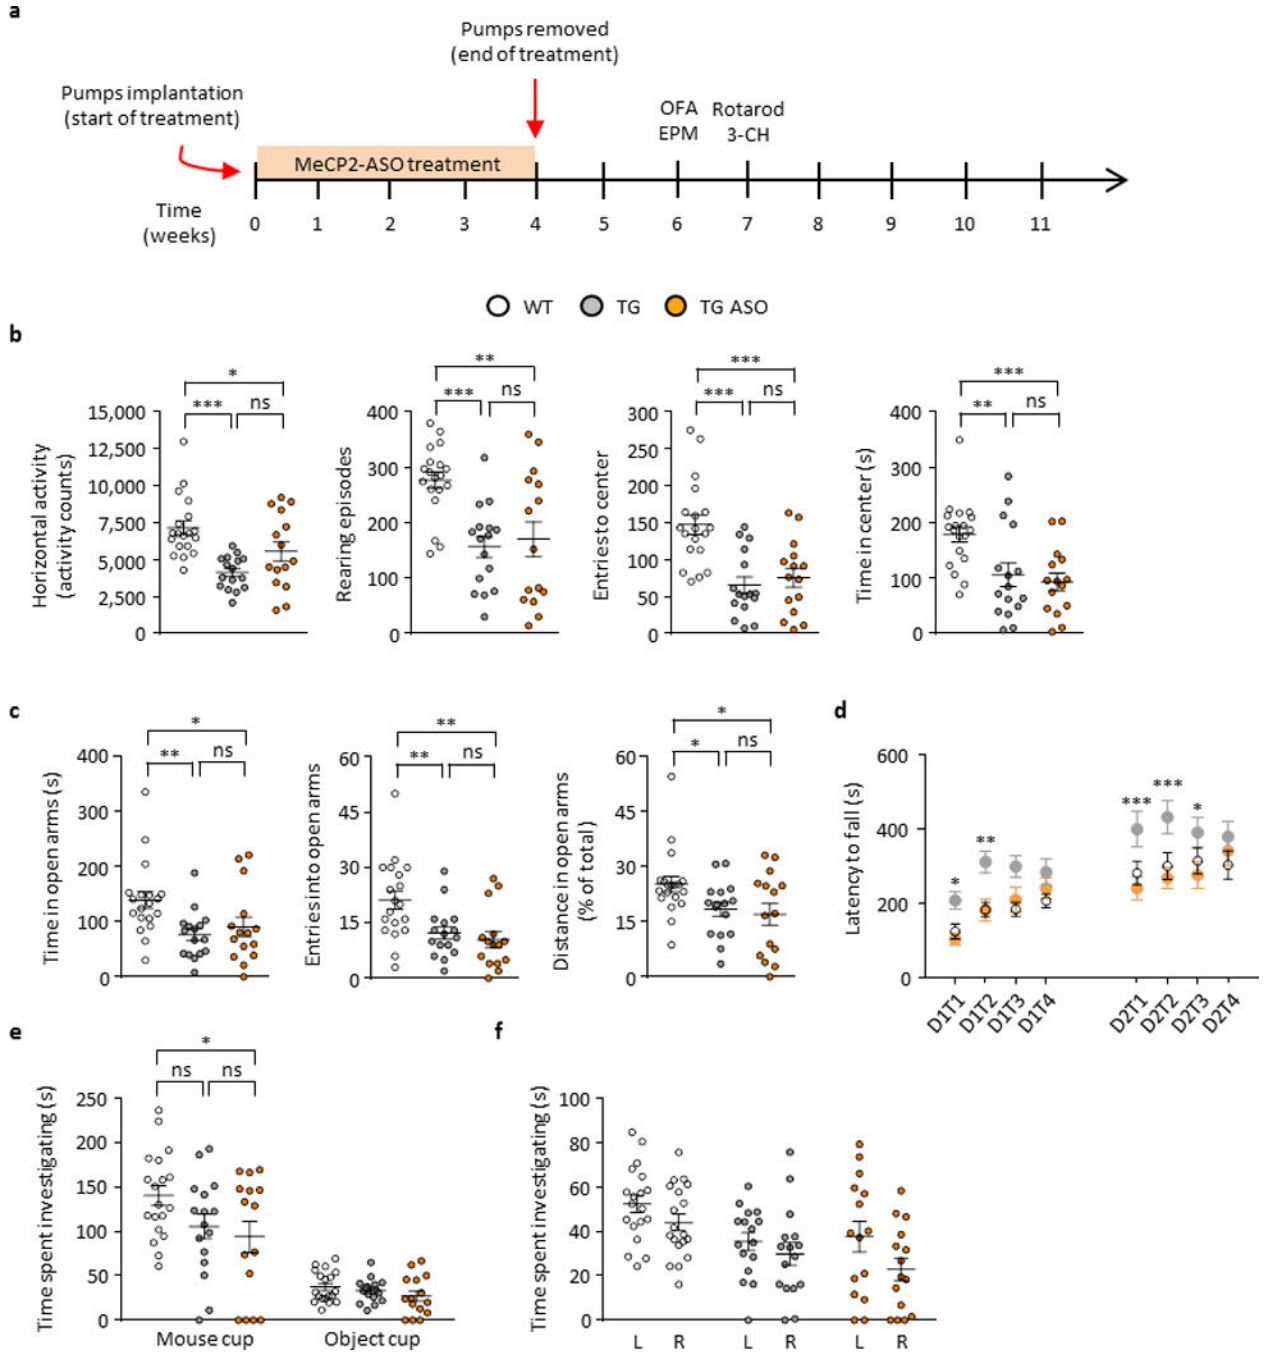 a
Pumps removed
(end of treatment)
Pumps implantation
(start of treatment)
OFA
EPM
Rotarod
3-CH
MeCP2-ASO treatment
Time
(weeks)
0 1 2 3 4 5 6 7 8 9 10 11
WT TG TG ASO
b
Horizontal activity
(activity counts)
15,000
12,500
10,000
7,500
5,000
2,500
0
*
*** ns
Rearing episodes
400
300
200
100
0
**
*** ns
Entries to center
300
250
200
150
100
50
0
***
*** ns
Time in center (s)
400
300
200
100
0
***
** ns
c
Time in open arms (s)
400
300
200
100
0
*
** ns
Entries into open arms
60
45
30
15
0
**
** ns
Distance in open arms
(% of total)
60
45
30
15
0
*
* ns
d
Latency to fall (s)
600
400
200
0
* ** *** *** *
D1T1 D1T2 D1T3 D1T4 D2T1 D2T2 D2T3 D2T4
e
Time spent investigating (s)
250
200
150
100
50
0
*
ns ns
Mouse cup Object cup
f
Time spent investigating (s)
100
80
60
40
20
0
L R L R L R